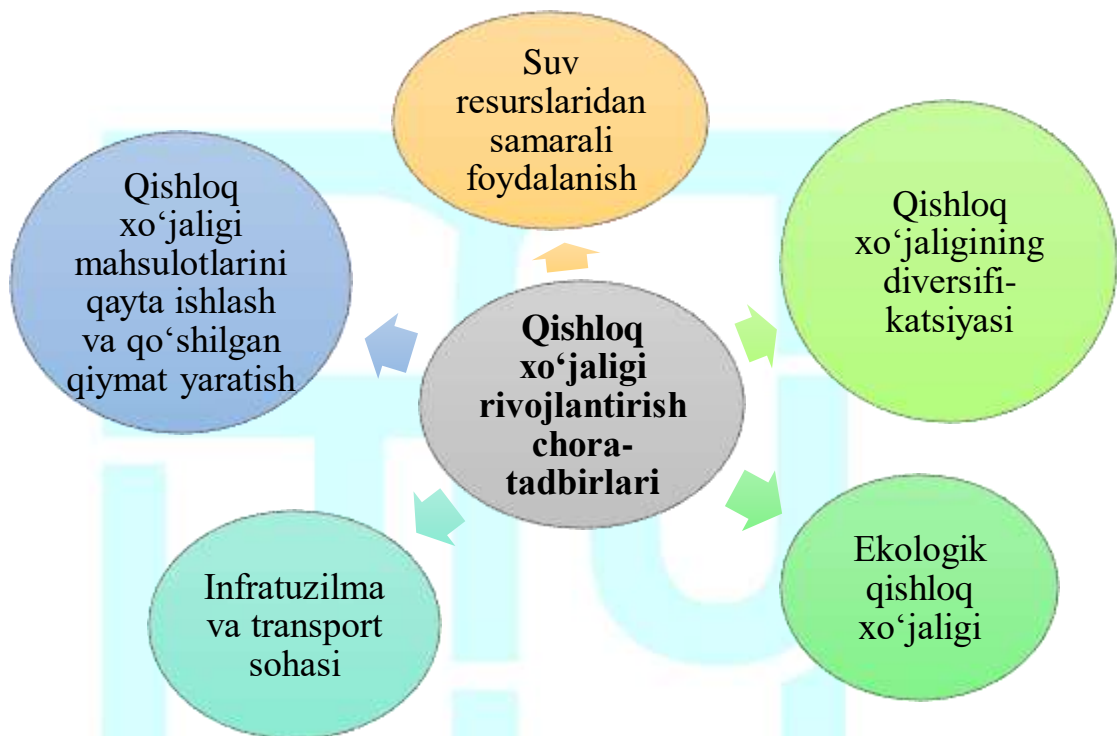 Suv
resurslaridan
samarali
foydalanish
Qishloq
xo‘jaligi
mahsulotlarini
qayta ishlash
va qo‘shilgan
qiymat yaratish
Qishloq
xo‘jaligining
diversifi-
katsiyasi
Qishloq
xo‘jaligi
rivojlantirish
chora-
tadbirlari
Infratuzilma
va transport
sohasi
Ekologik
qishloq
xo‘jaligi